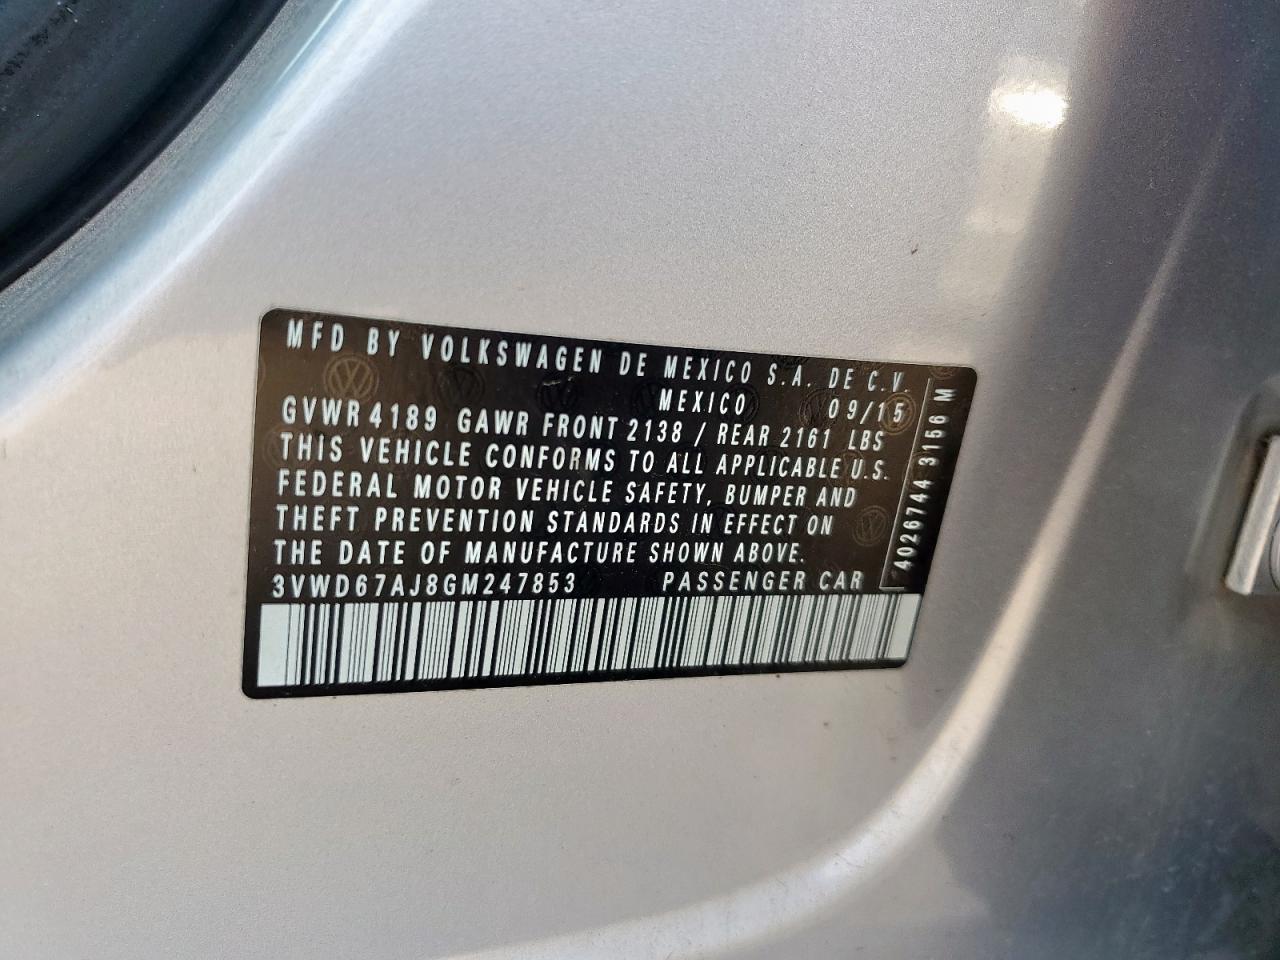 MFD BY VOLKSWAGEN DE MEXICO S.A. DE C.V.
MEXICO 09/15
GVWR 4189 GAWR FRONT 2138 / REAR 2161 LBS
THIS VEHICLE CONFORMS TO ALL APPLICABLE U.S.
FEDERAL MOTOR VEHICLE SAFETY, BUMPER AND
THEFT PREVENTION STANDARDS IN EFFECT ON
THE DATE OF MANUFACTURE SHOWN ABOVE.
3VWD67AJ8GM247853 PASSENGER CAR
4026744 3156 M